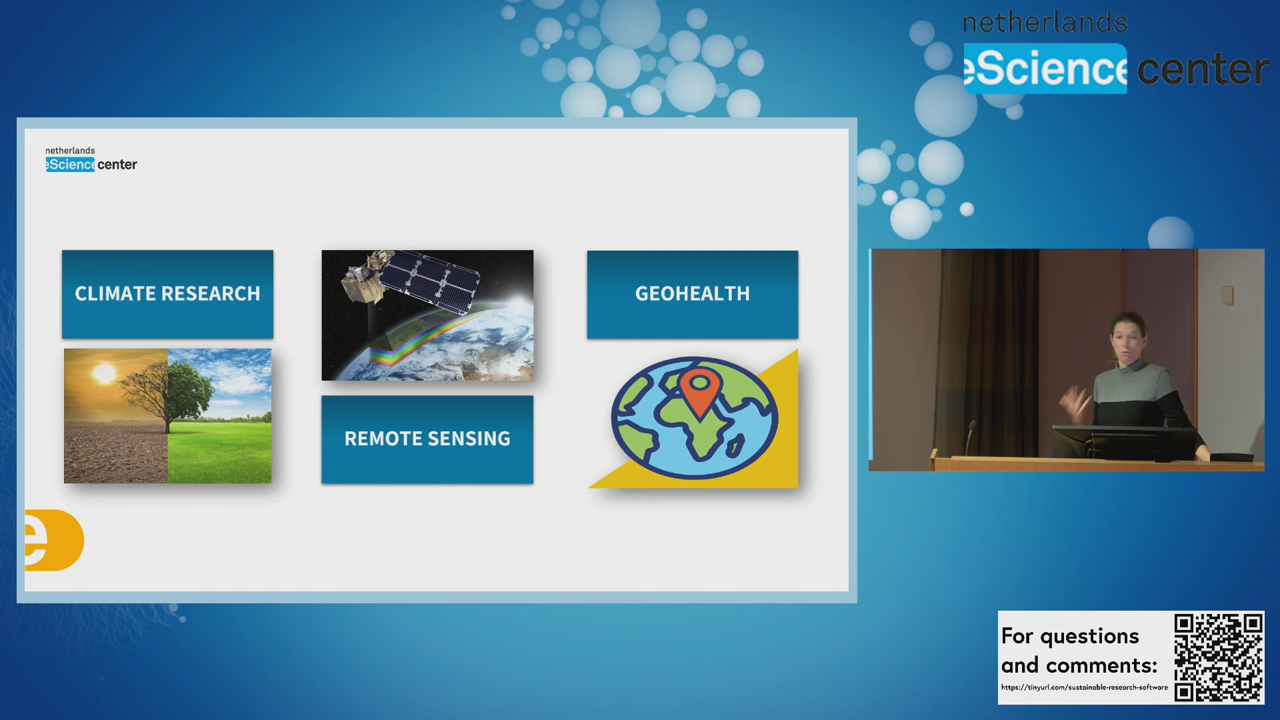 netherlands
eScience center
netherlands
eScience center
CLIMATE RESEARCH
GEOHEALTH
REMOTE SENSING
e
For questions
and comments:
https://tinyurl.com/sustainable-research-software